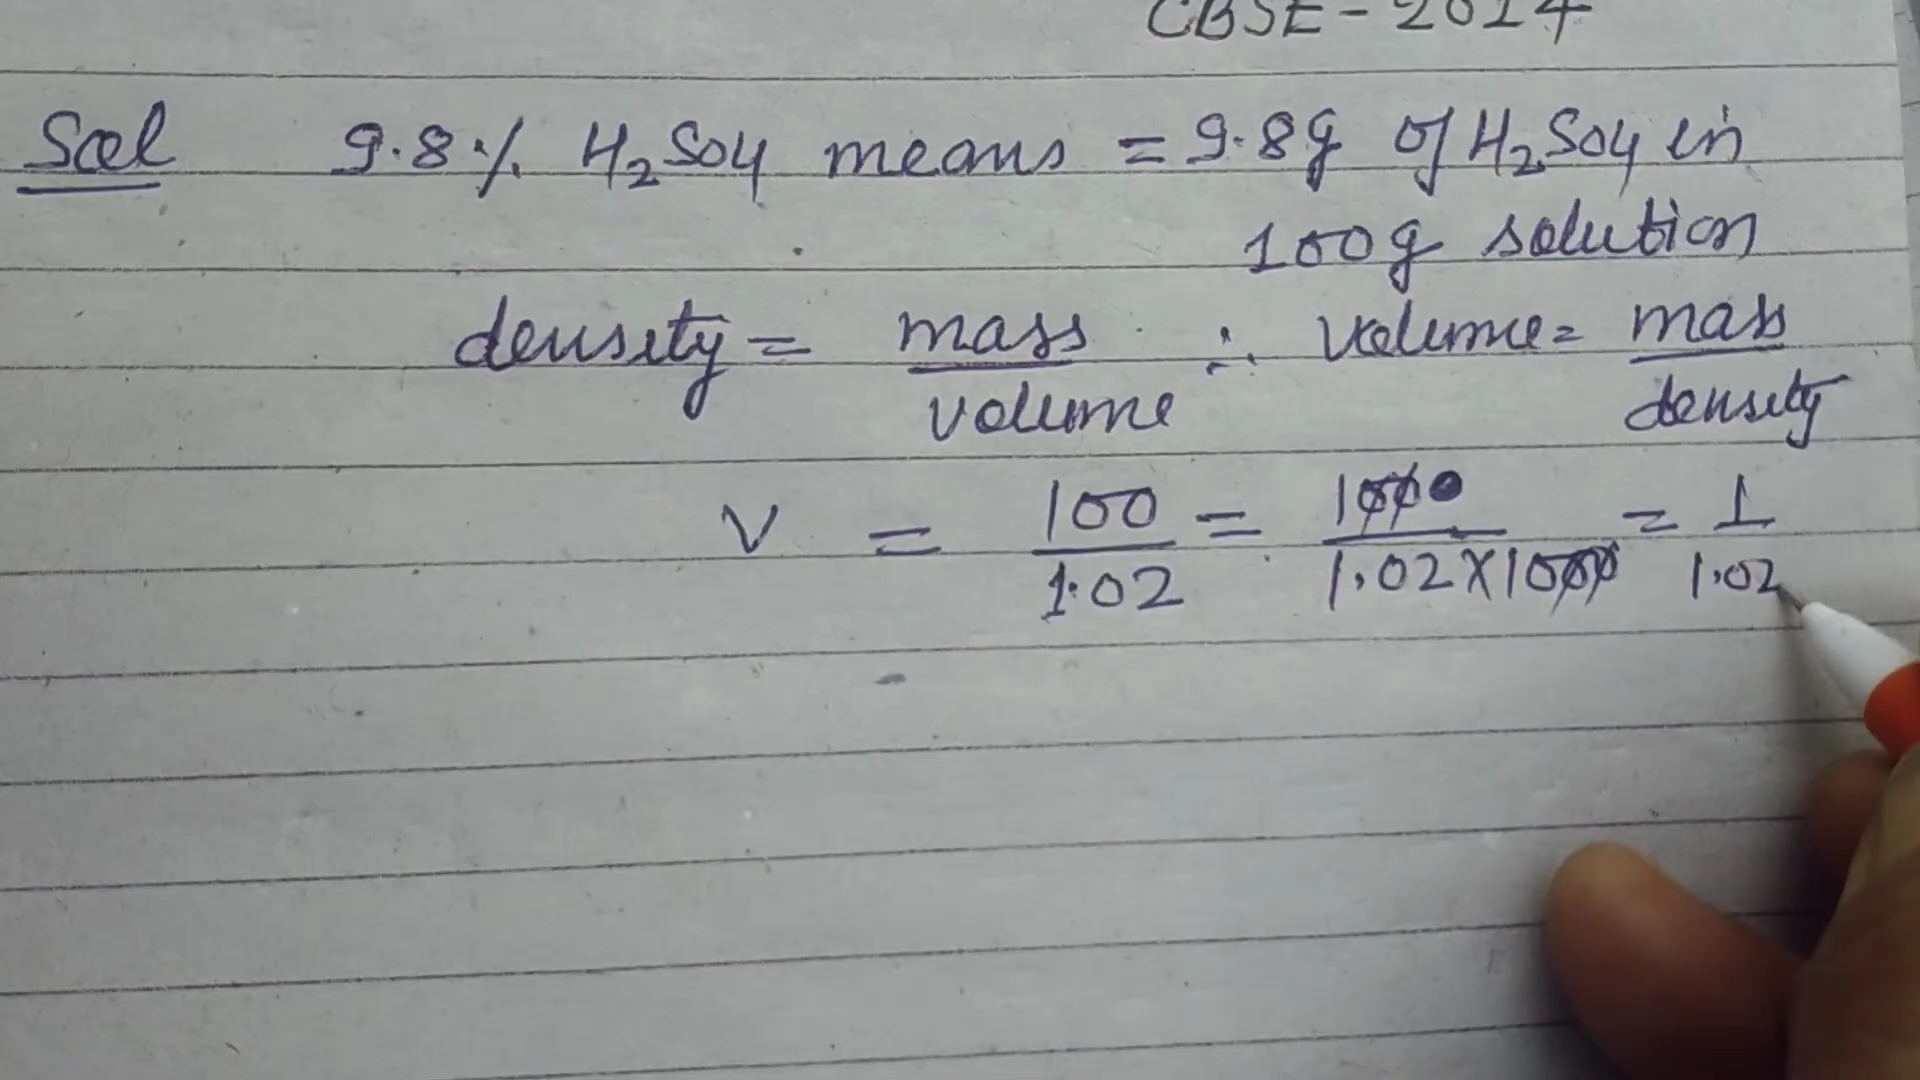 CBSE - 2014
Sol 9.8 % H₂SO4 means = 9.8g of H₂SO4 in
100g solution
density = mass/volume ∴ volume = mass/density
V = 100/1.02 = 1000/1.02×1000 = 1/1.02